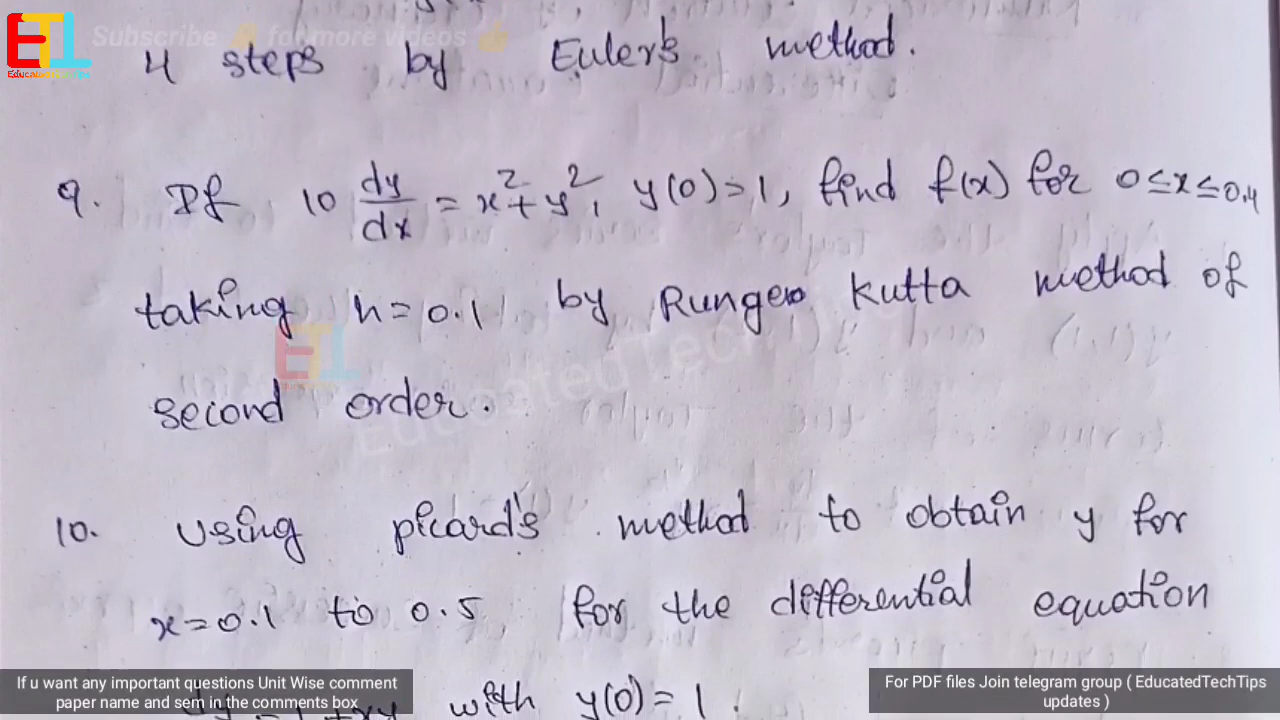 Subscribe for more videos
ETT
EducatedTechTips
4 steps by Euler's method.
9. If 10 dy/dx = x² + y², y(0)=1, find f(x) for 0≤x≤0.4
taking h=0.1 by Runge Kutta method of
second order.
10. Using picard's method to obtain y for
x=0.1 to 0.5 for the differential equation
with y(0)=1.
If u want any important questions Unit Wise comment
paper name and sem in the comments box
For PDF files Join telegram group ( EducatedTechTips
updates )